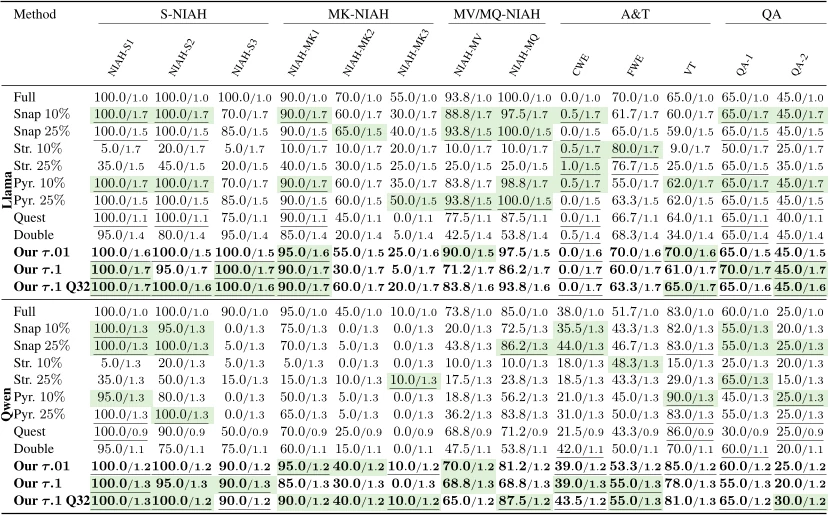 Method S-NIAH MK-NIAH MV/MQ-NIAH A&T QA
NIAH-S1 NIAH-S2 NIAH-S3 NIAH-MK1 NIAH-MK2 NIAH-MK3 NIAH-MV NIAH-MQ CWE FWE VT QA-1 QA-2
Llama
Full 100.0/1.0 100.0/1.0 100.0/1.0 90.0/1.0 70.0/1.0 55.0/1.0 93.8/1.0 100.0/1.0 0.0/1.0 70.0/1.0 65.0/1.0 65.0/1.0 45.0/1.0
Snap 10% 100.0/1.7 100.0/1.7 70.0/1.7 90.0/1.7 60.0/1.7 30.0/1.7 88.8/1.7 97.5/1.7 0.5/1.7 61.7/1.7 60.0/1.7 65.0/1.7 45.0/1.7
Snap 25% 100.0/1.5 100.0/1.5 85.0/1.5 90.0/1.5 65.0/1.5 40.0/1.5 93.8/1.5 100.0/1.5 0.0/1.5 65.0/1.5 59.0/1.5 65.0/1.5 45.0/1.5
Str. 10% 5.0/1.7 20.0/1.7 5.0/1.7 10.0/1.7 10.0/1.7 20.0/1.7 10.0/1.7 10.0/1.7 0.5/1.7 80.0/1.7 9.0/1.7 50.0/1.7 25.0/1.7
Str. 25% 35.0/1.5 45.0/1.5 20.0/1.5 40.0/1.5 30.0/1.5 25.0/1.5 25.0/1.5 25.0/1.5 1.0/1.5 76.7/1.5 25.0/1.5 65.0/1.5 35.0/1.5
Pyr. 10% 100.0/1.7 100.0/1.7 70.0/1.7 90.0/1.7 60.0/1.7 35.0/1.7 83.8/1.7 98.8/1.7 0.5/1.7 55.0/1.7 62.0/1.7 65.0/1.7 45.0/1.7
Pyr. 25% 100.0/1.5 100.0/1.5 85.0/1.5 90.0/1.5 60.0/1.5 50.0/1.5 93.8/1.5 100.0/1.5 0.0/1.5 63.3/1.5 62.0/1.5 65.0/1.5 45.0/1.5
Quest 100.0/1.1 100.0/1.1 75.0/1.1 90.0/1.1 45.0/1.1 0.0/1.1 77.5/1.1 87.5/1.1 0.0/1.1 66.7/1.1 64.0/1.1 65.0/1.1 40.0/1.1
Double 95.0/1.4 80.0/1.4 95.0/1.4 85.0/1.4 20.0/1.4 5.0/1.4 42.5/1.4 53.8/1.4 0.5/1.4 68.3/1.4 34.0/1.4 65.0/1.4 45.0/1.4
Our τ.01 100.0/1.6 100.0/1.5 100.0/1.5 95.0/1.6 55.0/1.5 25.0/1.6 90.0/1.5 97.5/1.5 0.0/1.6 70.0/1.6 70.0/1.6 65.0/1.5 45.0/1.5
Our τ.1 100.0/1.7 95.0/1.7 100.0/1.7 90.0/1.7 30.0/1.7 5.0/1.7 71.2/1.7 86.2/1.7 0.0/1.7 60.0/1.7 61.0/1.7 70.0/1.7 45.0/1.7
Our τ.1 Q32 100.0/1.7 100.0/1.6 100.0/1.6 90.0/1.7 60.0/1.7 20.0/1.7 83.8/1.6 93.8/1.6 0.0/1.7 63.3/1.7 65.0/1.7 65.0/1.6 45.0/1.6
Qwen
Full 100.0/1.0 100.0/1.0 90.0/1.0 95.0/1.0 45.0/1.0 10.0/1.0 73.8/1.0 85.0/1.0 38.0/1.0 51.7/1.0 83.0/1.0 60.0/1.0 25.0/1.0
Snap 10% 100.0/1.3 95.0/1.3 0.0/1.3 75.0/1.3 0.0/1.3 0.0/1.3 20.0/1.3 72.5/1.3 35.5/1.3 43.3/1.3 82.0/1.3 55.0/1.3 20.0/1.3
Snap 25% 100.0/1.3 100.0/1.3 5.0/1.3 70.0/1.3 5.0/1.3 0.0/1.3 43.8/1.3 86.2/1.3 44.0/1.3 46.7/1.3 83.0/1.3 55.0/1.3 25.0/1.3
Str. 10% 5.0/1.3 20.0/1.3 5.0/1.3 5.0/1.3 5.0/1.3 0.0/1.3 10.0/1.3 10.0/1.3 18.0/1.3 48.3/1.3 15.0/1.3 25.0/1.3 20.0/1.3
Str. 25% 35.0/1.3 50.0/1.3 15.0/1.3 15.0/1.3 10.0/1.3 10.0/1.3 17.5/1.3 23.8/1.3 18.5/1.3 43.3/1.3 29.0/1.3 65.0/1.3 15.0/1.3
Pyr. 10% 95.0/1.3 80.0/1.3 0.0/1.3 55.0/1.3 0.0/1.3 0.0/1.3 18.8/1.3 56.2/1.3 21.0/1.3 45.0/1.3 90.0/1.3 45.0/1.3 25.0/1.3
Pyr. 25% 100.0/1.3 100.0/1.3 0.0/1.3 65.0/1.3 5.0/1.3 0.0/1.3 36.2/1.3 83.8/1.3 31.0/1.3 50.0/1.3 83.0/1.3 55.0/1.3 25.0/1.3
Quest 100.0/0.9 90.0/0.9 50.0/0.9 70.0/0.9 25.0/0.9 0.0/0.9 68.8/0.9 71.2/0.9 21.5/0.9 43.3/0.9 86.0/0.9 30.0/0.9 25.0/0.9
Double 95.0/1.1 75.0/1.1 75.0/1.1 60.0/1.1 15.0/1.1 0.0/1.1 47.5/1.1 53.8/1.1 42.0/1.1 50.0/1.1 70.0/1.1 60.0/1.1 20.0/1.1
Our τ.01 100.0/1.2 100.0/1.2 90.0/1.2 95.0/1.2 40.0/1.2 10.0/1.2 70.0/1.2 81.2/1.2 39.0/1.2 53.3/1.2 85.0/1.2 60.0/1.2 25.0/1.2
Our τ.1 100.0/1.3 95.0/1.3 90.0/1.3 85.0/1.3 30.0/1.3 0.0/1.3 68.8/1.3 68.8/1.3 39.0/1.3 55.0/1.3 78.0/1.3 55.0/1.3 20.0/1.3
Our τ.1 Q32 100.0/1.3 100.0/1.2 90.0/1.2 90.0/1.2 40.0/1.2 10.0/1.2 65.0/1.2 87.5/1.2 43.5/1.2 55.0/1.2 81.0/1.3 65.0/1.2 30.0/1.2